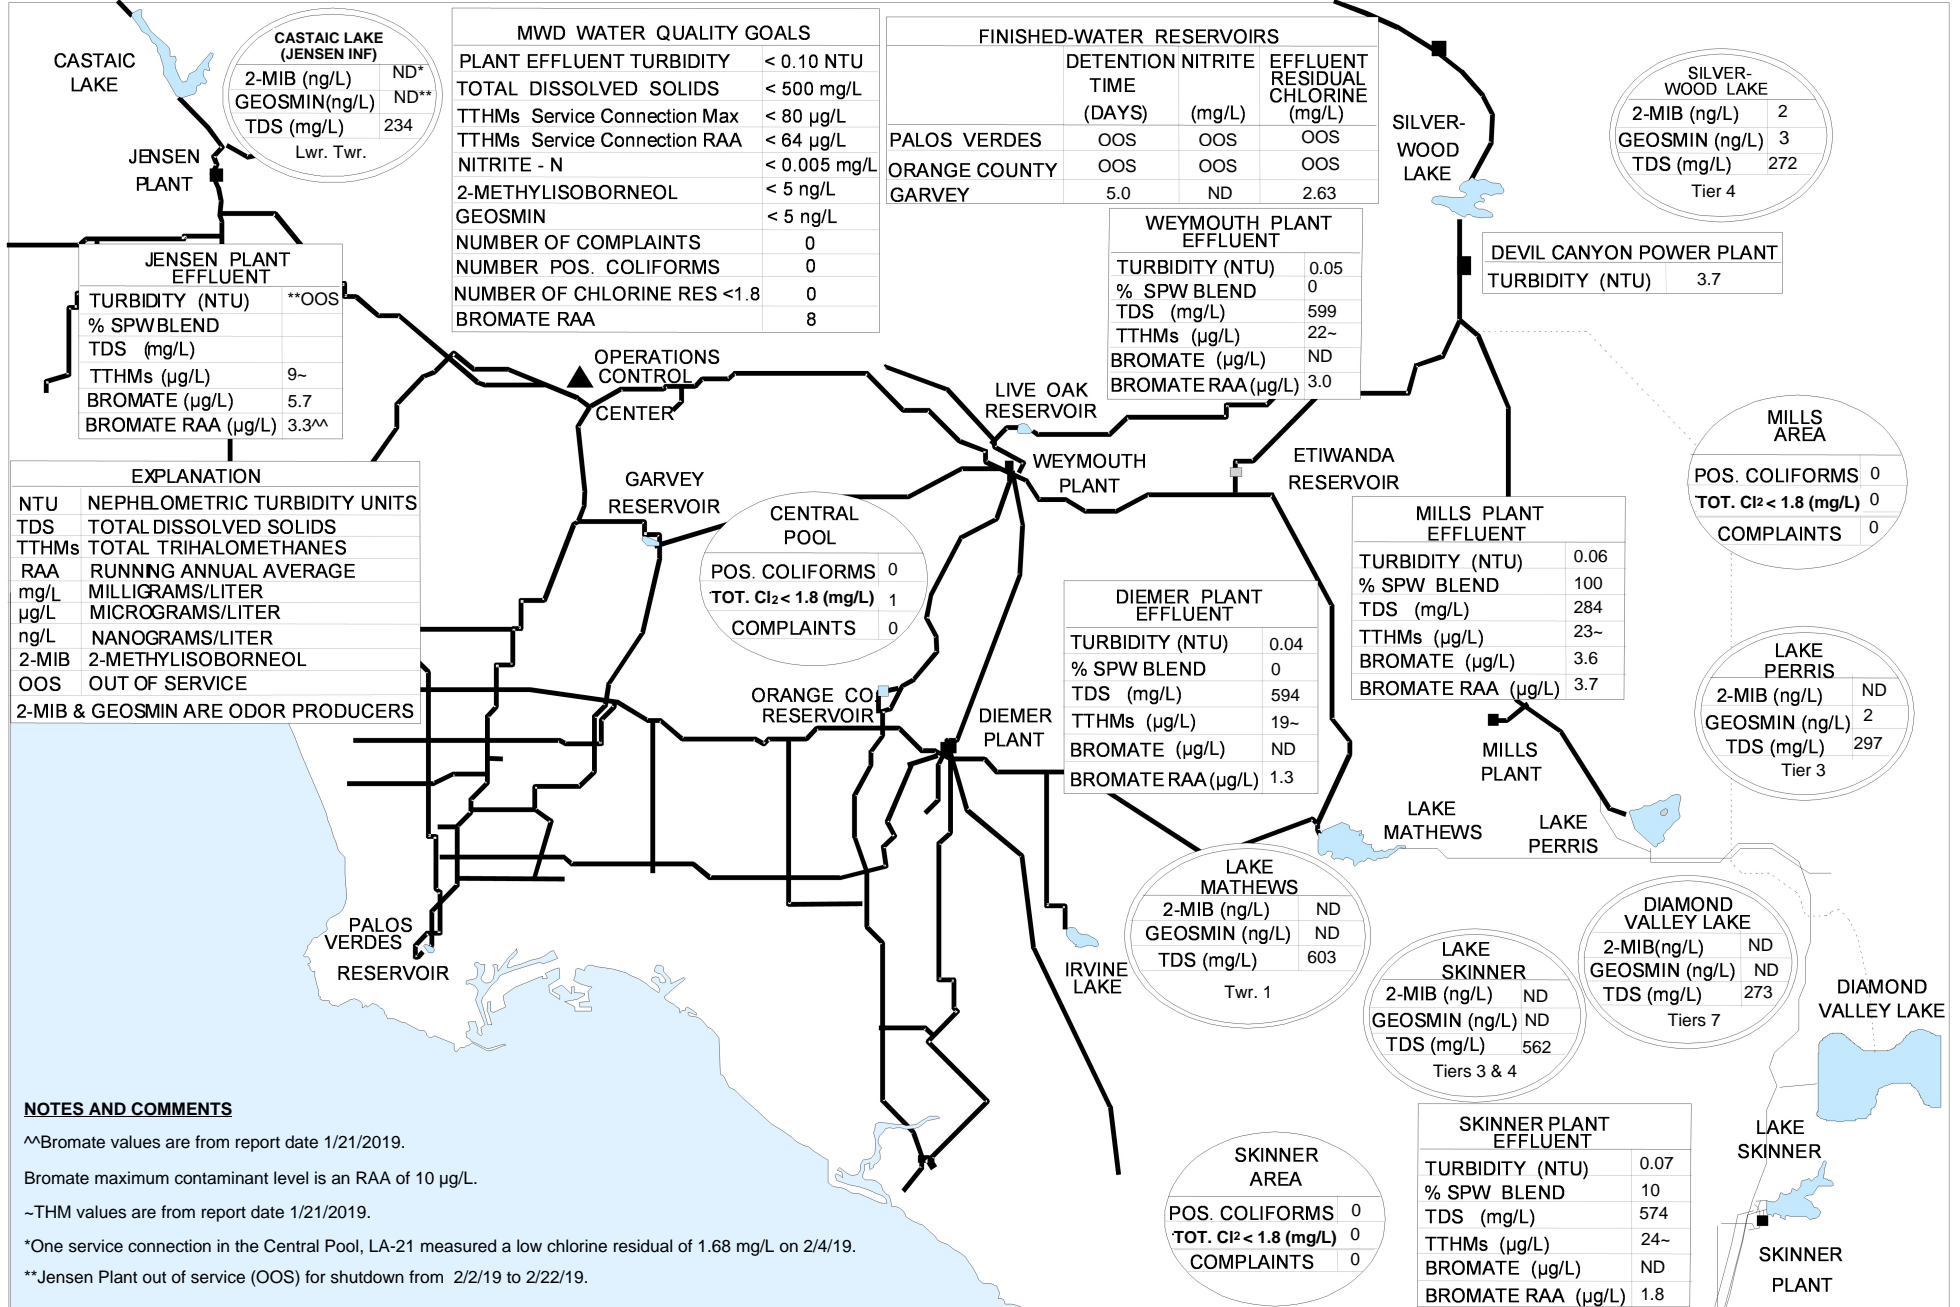 CASTAIC
LAKE
CASTAIC LAKE
(JENSEN INF)
2-MIB (ng/L) ND*
GEOSMIN(ng/L) ND**
TDS (mg/L) 234
Lwr. Twr.
JENSEN
PLANT
MWD WATER QUALITY GOALS
PLANT EFFLUENT TURBIDITY < 0.10 NTU
TOTAL DISSOLVED SOLIDS < 500 mg/L
TTHMs Service Connection Max < 80 µg/L
TTHMs Service Connection RAA < 64 µg/L
NITRITE - N < 0.005 mg/L
2-METHYLISOBORNEOL < 5 ng/L
GEOSMIN < 5 ng/L
NUMBER OF COMPLAINTS 0
NUMBER POS. COLIFORMS 0
NUMBER OF CHLORINE RES <1.8 0
BROMATE RAA 8
FINISHED-WATER RESERVOIRS
DETENTION TIME (DAYS) NITRITE (mg/L) EFFLUENT RESIDUAL CHLORINE (mg/L)
PALOS VERDES OOS OOS OOS
ORANGE COUNTY OOS OOS OOS
GARVEY 5.0 ND 2.63
SILVER-
WOOD
LAKE
SILVER-
WOOD LAKE
2-MIB (ng/L) 2
GEOSMIN (ng/L) 3
TDS (mg/L) 272
Tier 4
WEYMOUTH PLANT
EFFLUENT
TURBIDITY (NTU) 0.05
% SPW BLEND 0
TDS (mg/L) 599
TTHMs (µg/L) 22~
BROMATE (µg/L) ND
BROMATE RAA (µg/L) 3.0
DEVIL CANYON POWER PLANT
TURBIDITY (NTU) 3.7
JENSEN PLANT
EFFLUENT
TURBIDITY (NTU) **OOS
% SPW BLEND
TDS (mg/L)
TTHMs (µg/L) 9~
BROMATE (µg/L) 5.7
BROMATE RAA (µg/L) 3.3^^
OPERATIONS
CONTROL
CENTER
LIVE OAK
RESERVOIR
WEYMOUTH
PLANT
ETIWANDA
RESERVOIR
GARVEY
RESERVOIR
MILLS
AREA
POS. COLIFORMS 0
TOT. Cl2 < 1.8 (mg/L) 0
COMPLAINTS 0
EXPLANATION
NTU NEPHELOMETRIC TURBIDITY UNITS
TDS TOTAL DISSOLVED SOLIDS
TTHMs TOTAL TRIHALOMETHANES
RAA RUNNING ANNUAL AVERAGE
mg/L MILLIGRAMS/LITER
µg/L MICROGRAMS/LITER
ng/L NANOGRAMS/LITER
2-MIB 2-METHYLISOBORNEOL
OOS OUT OF SERVICE
2-MIB & GEOSMIN ARE ODOR PRODUCERS
CENTRAL
POOL
POS. COLIFORMS 0
*TOT. Cl2 < 1.8 (mg/L) 1
COMPLAINTS 0
MILLS PLANT
EFFLUENT
TURBIDITY (NTU) 0.06
% SPW BLEND 100
TDS (mg/L) 284
TTHMs (µg/L) 23~
BROMATE (µg/L) 3.6
BROMATE RAA (µg/L) 3.7
DIEMER PLANT
EFFLUENT
TURBIDITY (NTU) 0.04
% SPW BLEND 0
TDS (mg/L) 594
TTHMs (µg/L) 19~
BROMATE (µg/L) ND
BROMATE RAA (µg/L) 1.3
LAKE
PERRIS
2-MIB (ng/L) ND
GEOSMIN (ng/L) 2
TDS (mg/L) 297
Tier 3
ORANGE CO
RESERVOIR
DIEMER
PLANT
MILLS
PLANT
LAKE
MATHEWS
LAKE
PERRIS
LAKE
MATHEWS
2-MIB (ng/L) ND
GEOSMIN (ng/L) ND
TDS (mg/L) 603
Twr. 1
PALOS
VERDES
RESERVOIR
IRVINE
LAKE
LAKE
SKINNER
2-MIB (ng/L) ND
GEOSMIN (ng/L) ND
TDS (mg/L) 562
Tiers 3 & 4
DIAMOND
VALLEY LAKE
2-MIB(ng/L) ND
GEOSMIN (ng/L) ND
TDS (mg/L) 273
Tiers 7
DIAMOND
VALLEY LAKE
LAKE
SKINNER
SKINNER
PLANT
SKINNER
AREA
POS. COLIFORMS 0
TOT. Cl2 < 1.8 (mg/L) 0
COMPLAINTS 0
SKINNER PLANT
EFFLUENT
TURBIDITY (NTU) 0.07
% SPW BLEND 10
TDS (mg/L) 574
TTHMs (µg/L) 24~
BROMATE (µg/L) ND
BROMATE RAA (µg/L) 1.8
NOTES AND COMMENTS
^^Bromate values are from report date 1/21/2019.
Bromate maximum contaminant level is an RAA of 10 µg/L.
~THM values are from report date 1/21/2019.
*One service connection in the Central Pool, LA-21 measured a low chlorine residual of 1.68 mg/L on 2/4/19.
**Jensen Plant out of service (OOS) for shutdown from 2/2/19 to 2/22/19.